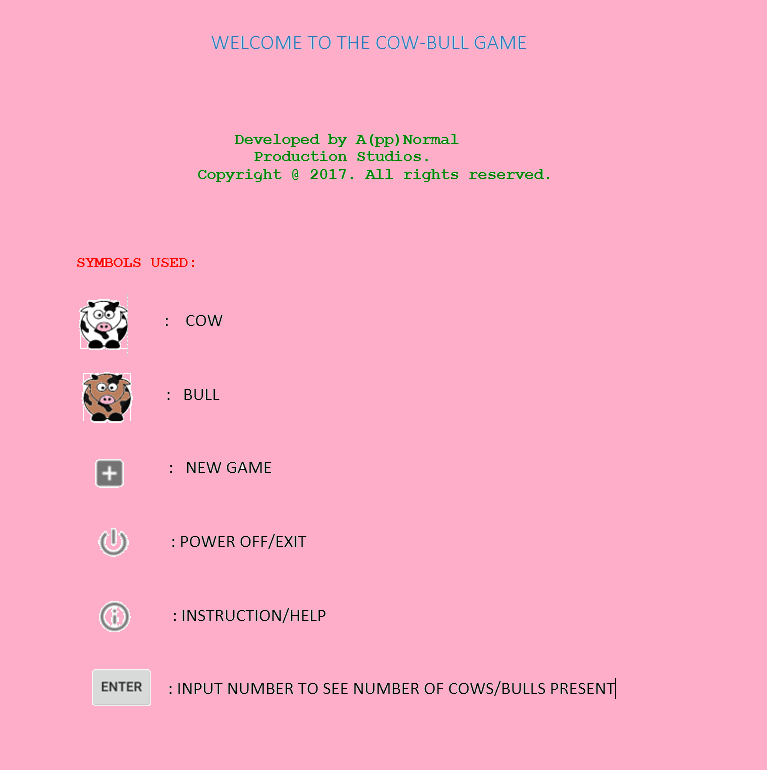 WELCOME TO THE COW-BULL GAME
Developed by A(pp)Normal
Production Studios.
Copyright @ 2017. All rights reserved.
SYMBOLS USED:
: COW
: BULL
: NEW GAME
: POWER OFF/EXIT
: INSTRUCTION/HELP
ENTER : INPUT NUMBER TO SEE NUMBER OF COWS/BULLS PRESENT